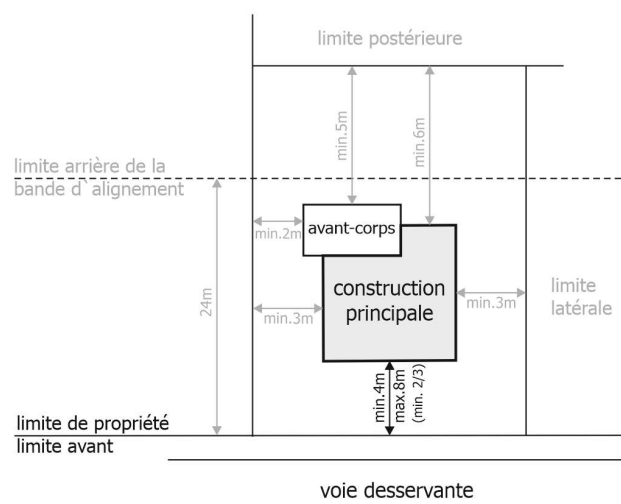 limite postérieure
min.5m
min.6m
limite arrière de la
bande d`alignement
min.2m
avant-corps
24m
min.3m
construction
principale
min.3m
limite
latérale
min.4m
max.8m
(min. 2/3)
limite de propriété
limite avant
voie desservante